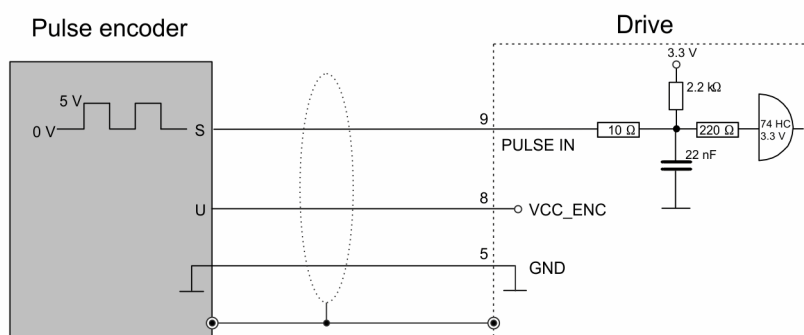 Pulse encoder
Drive
3.3 V
2.2 kΩ
5 V
0 V
S
9
PULSE IN
10 Ω
220 Ω
74 HC
3.3 V
22 nF
U
8
VCC_ENC
5
GND